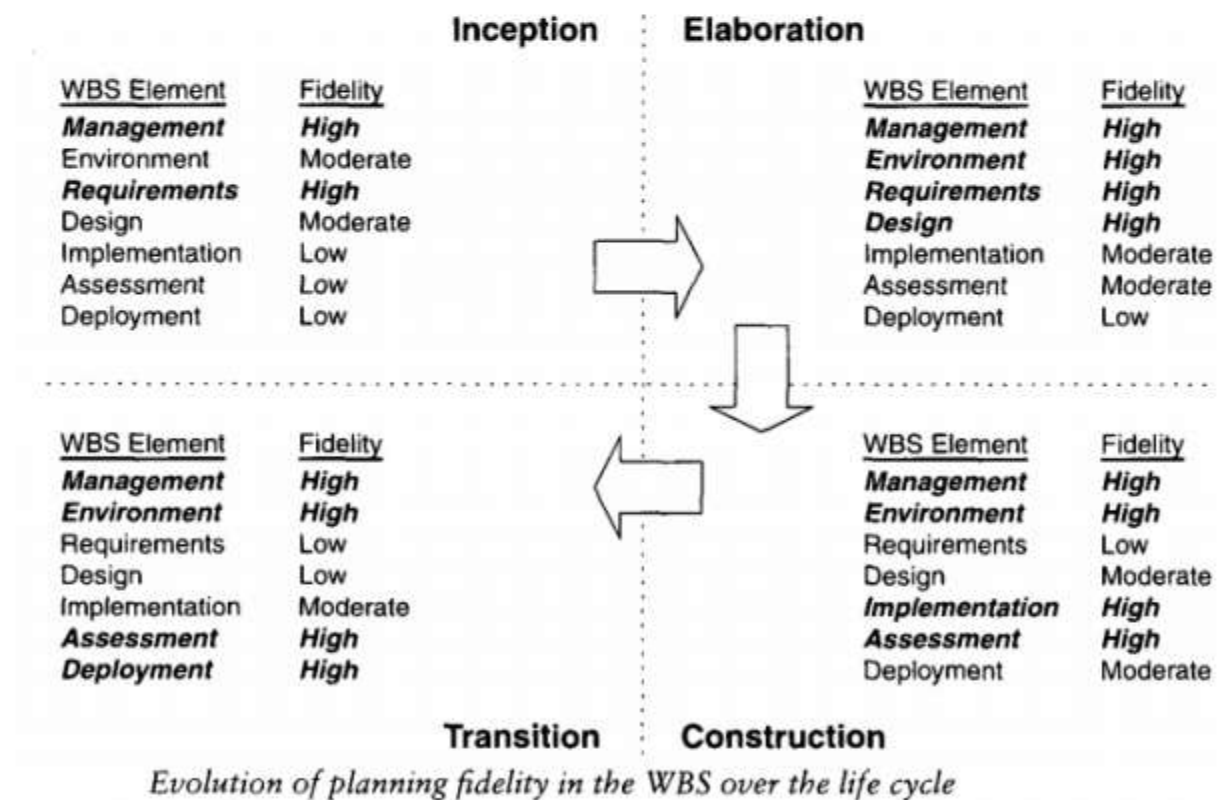 Inception
WBS Element Fidelity
Management High
Environment Moderate
Requirements High
Design Moderate
Implementation Low
Assessment Low
Deployment Low
Elaboration
WBS Element Fidelity
Management High
Environment High
Requirements High
Design High
Implementation Moderate
Assessment Moderate
Deployment Low
WBS Element Fidelity
Management High
Environment High
Requirements Low
Design Low
Implementation Moderate
Assessment High
Deployment High
Transition
WBS Element Fidelity
Management High
Environment High
Requirements Low
Design Moderate
Implementation High
Assessment High
Deployment Moderate
Construction
Evolution of planning fidelity in the WBS over the life cycle